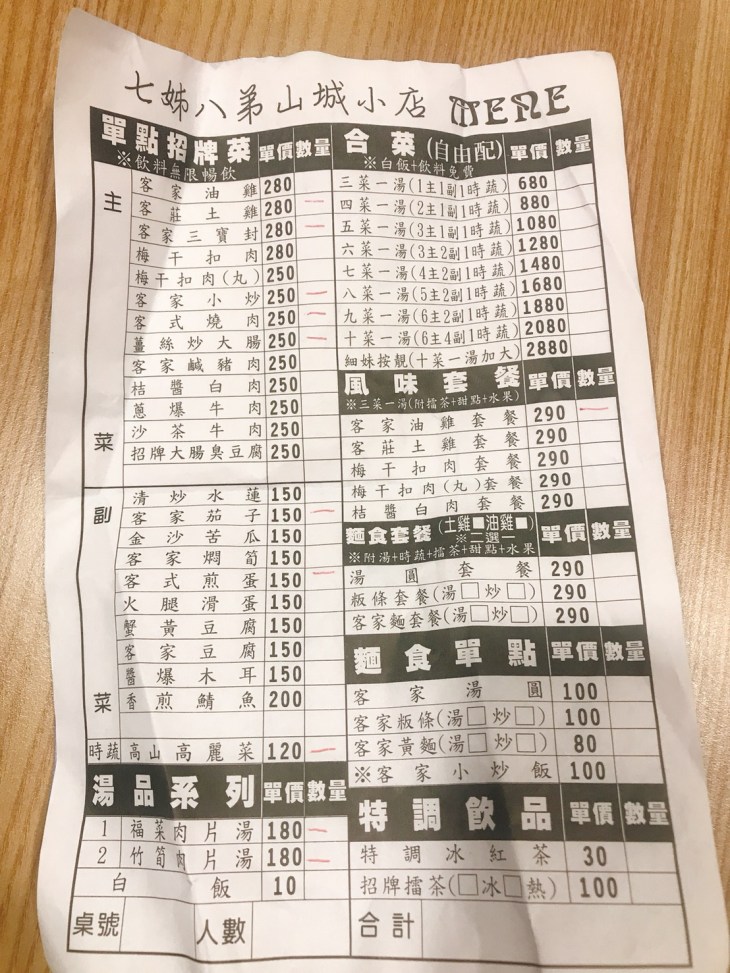 七姊八弟山城小店 MENE
單點招牌菜 單價 數量
※飲料無限暢飲
主菜
客家油雞 280
客莊土雞 280 一
客家三寶封 280 一
梅干扣肉 280
梅干扣肉(丸) 250
客家小炒 250 一
客式燒肉 250 一
薑絲炒大腸 250 一
客家鹹豬肉 250
桔醬白肉 250
蔥爆牛肉 250
沙茶牛肉 250
招牌大腸臭豆腐 250
副菜
清炒水蓮 150
客家茄子 150 一
金沙苦瓜 150
客家燜筍 150
客式煎蛋 150 一
火腿滑蛋 150
蟹黃豆腐 150
客家豆腐 150
醬爆木耳 150
香煎鯖魚 200
時蔬 高山高麗菜 120 一
湯品系列 單價 數量
1 福菜肉片湯 180 一
2 竹筍肉片湯 180 一
白飯 10
桌號 人數
合菜(自由配) 單價 數量
※白飯+飲料免費
三菜一湯(1主1副1時蔬) 680
四菜一湯(2主1副1時蔬) 880
五菜一湯(3主1副1時蔬) 1080
六菜一湯(3主2副1時蔬) 1280
七菜一湯(4主2副1時蔬) 1480
八菜一湯(5主2副1時蔬) 1680
九菜一湯(6主2副1時蔬) 1880
十菜一湯(6主4副1時蔬) 2080
細妹按靚(十菜一湯加大) 2880
風味套餐 單價 數量
※三菜一湯(附擂茶+甜點+水果)
客家油雞套餐 290 一
客莊土雞套餐 290
梅干扣肉套餐 290
梅干扣肉(丸)套餐 290
桔醬白肉套餐 290
麵食套餐(土雞■油雞■) 單價 數量
※二選一
※附湯+時蔬+擂茶+甜點+水果
湯圓套餐 290
粄條套餐(湯□炒□) 290
客家麵套餐(湯□炒□) 290
麵食單點 單價 數量
客家湯圓 100
客家粄條(湯□炒□) 100
客家黃麵(湯□炒□) 80
※客家小炒飯 100
特調飲品 單價 數量
特調冰紅茶 30
招牌擂茶(□冰□熱) 100
合計